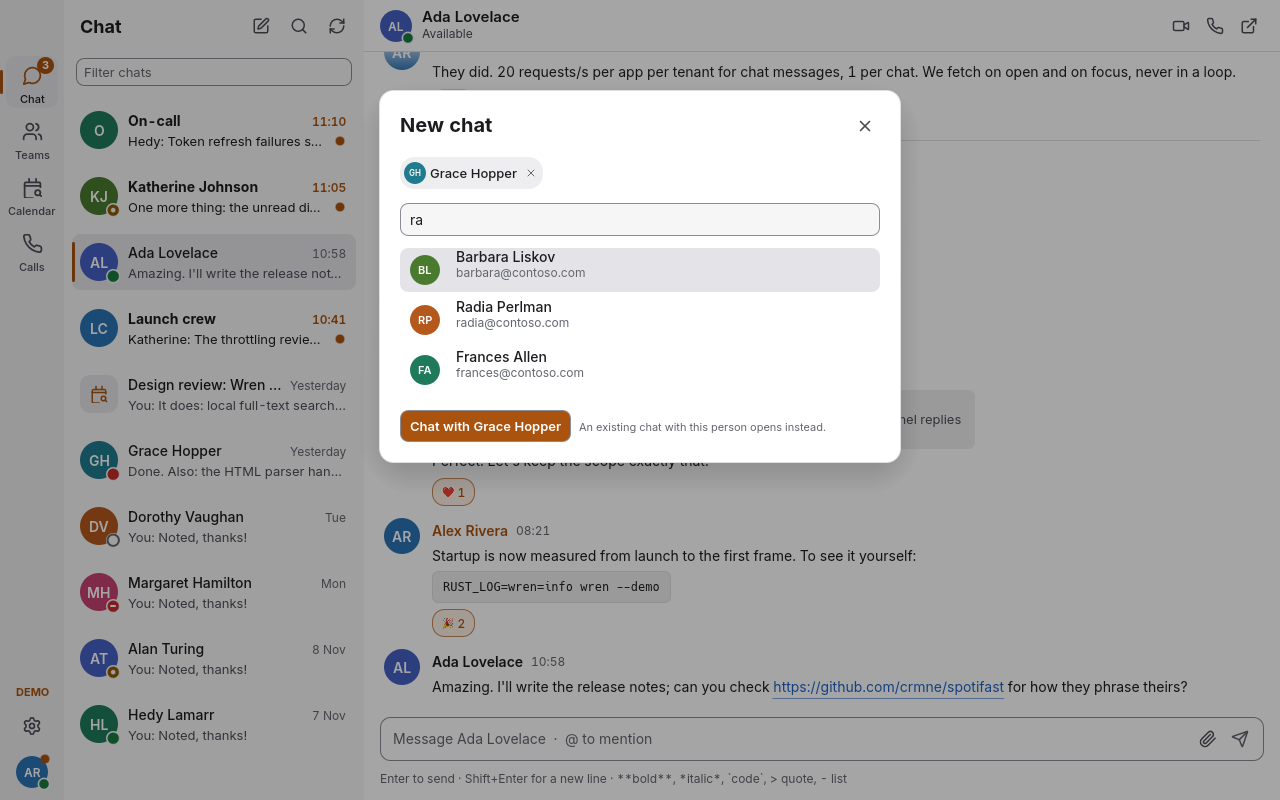 Chat
3
Chat
Teams
Calendar
Calls
DEMO
AR
Filter chats
O
On-call
11:10
Hedy: Token refresh failures s...
KJ
Katherine Johnson
11:05
One more thing: the unread di...
AL
Ada Lovelace
10:58
Amazing. I'll write the release not...
LC
Launch crew
10:41
Katherine: The throttling revie...
Design review: Wren ...
Yesterday
You: It does: local full-text search...
GH
Grace Hopper
Yesterday
Done. Also: the HTML parser han...
DV
Dorothy Vaughan
Tue
You: Noted, thanks!
MH
Margaret Hamilton
Mon
You: Noted, thanks!
AT
Alan Turing
8 Nov
You: Noted, thanks!
HL
Hedy Lamarr
7 Nov
You: Noted, thanks!
AL
Ada Lovelace
Available
AR
They did. 20 requests/s per app per tenant for chat messages, 1 per chat. We fetch on open and on focus, never in a loop.
New chat
GH
Grace Hopper
ra
BL
Barbara Liskov
barbara@contoso.com
RP
Radia Perlman
radia@contoso.com
FA
Frances Allen
frances@contoso.com
Chat with Grace Hopper
An existing chat with this person opens instead.
replies
Perfect. Let's keep the scope exactly that.
❤️ 1
AR
Alex Rivera
08:21
Startup is now measured from launch to the first frame. To see it yourself:
RUST_LOG=wren=info wren --demo
🎉 2
AL
Ada Lovelace
10:58
Amazing. I'll write the release notes; can you check https://github.com/crmne/spotifast for how they phrase theirs?
Message Ada Lovelace · @ to mention
Enter to send · Shift+Enter for a new line · **bold**, *italic*, `code`, > quote, - list